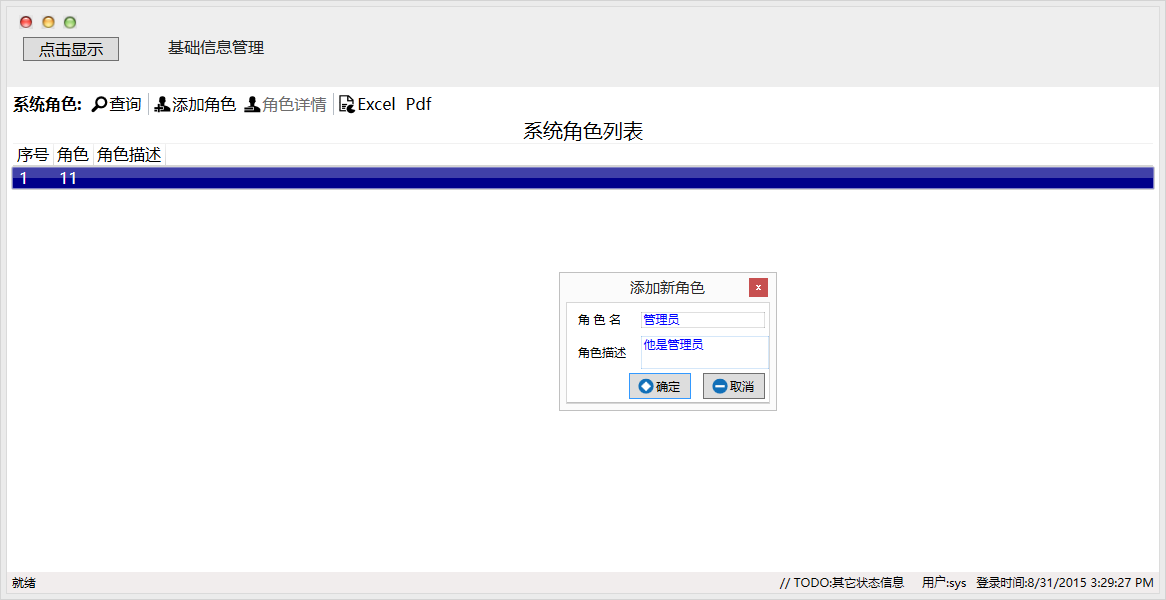 点击显示 基础信息管理
系统角色: 查询 添加角色 角色详情 Excel Pdf
系统角色列表
序号 角色 角色描述
1 11
添加新角色 x
角 色 名 管理员
角色描述 他是管理员
确定 取消
就绪 // TODO:其它状态信息 用户:sys 登录时间:8/31/2015 3:29:27 PM